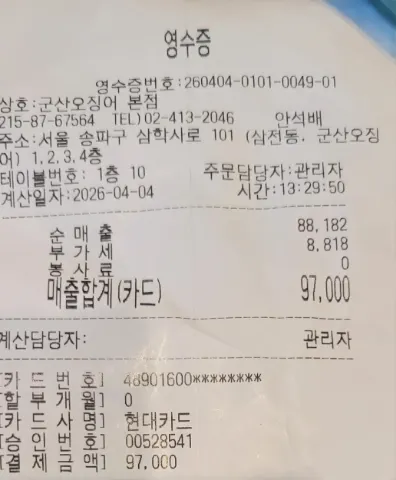 영수증
영수증번호:260404-0101-0049-01
상호:군산오징어 본점
215-87-67564 TEL)02-413-2046 안석배
주소:서울 송파구 삼학사로 101 (삼전동. 군산오징
어) 1,2,3,4층
테이블번호: 1층 10 주문담당자:관리자
계산일자:2026-04-04 시간:13:29:50
순 매 출 88,182
부 가 세 8,818
봉 사 료 0
매출합계(카드) 97,000
계산담당자: 관리자
[카 드 번 호] 48901600********
[할 부 개 월] 0
[카 드 사 명] 현대카드
[승 인 번 호] 00528541
[결 제 금 액] 97,000